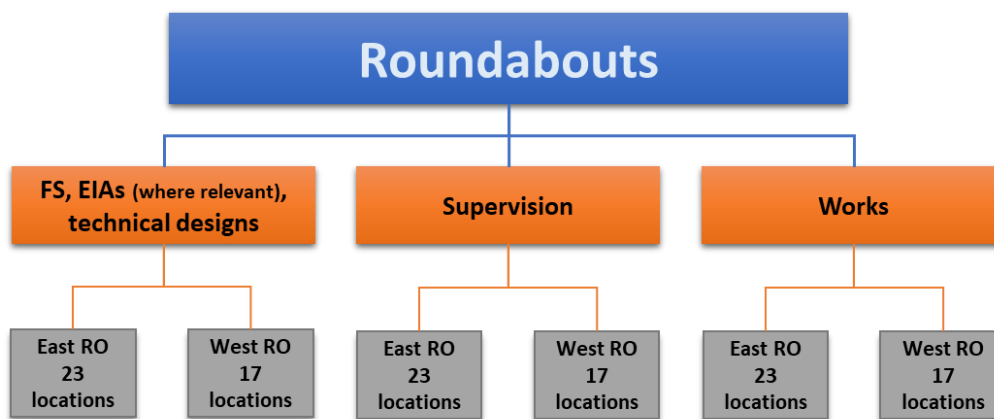 Roundabouts
FS, EIAs (where relevant),
technical designs
Supervision
Works
East RO
23
locations
West RO
17
locations
East RO
23
locations
West RO
17
locations
East RO
23
locations
West RO
17
locations